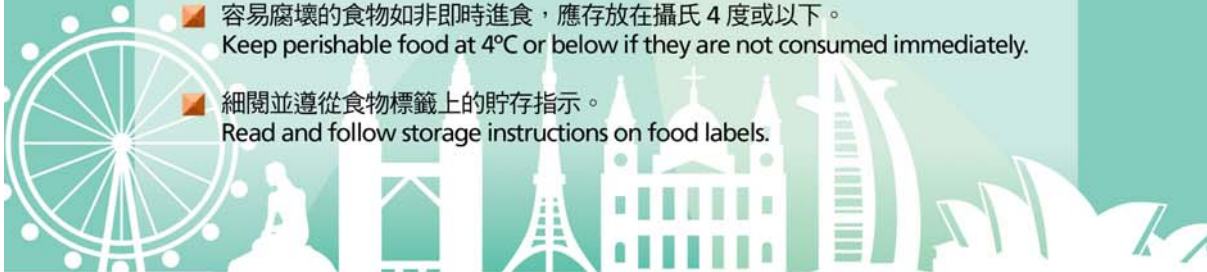 容易腐壞的食物如非即時進食，應存放在攝氏 4 度或以下。
Keep perishable food at 4ºC or below if they are not consumed immediately.
細閱並遵從食物標籤上的貯存指示。
Read and follow storage instructions on food labels.